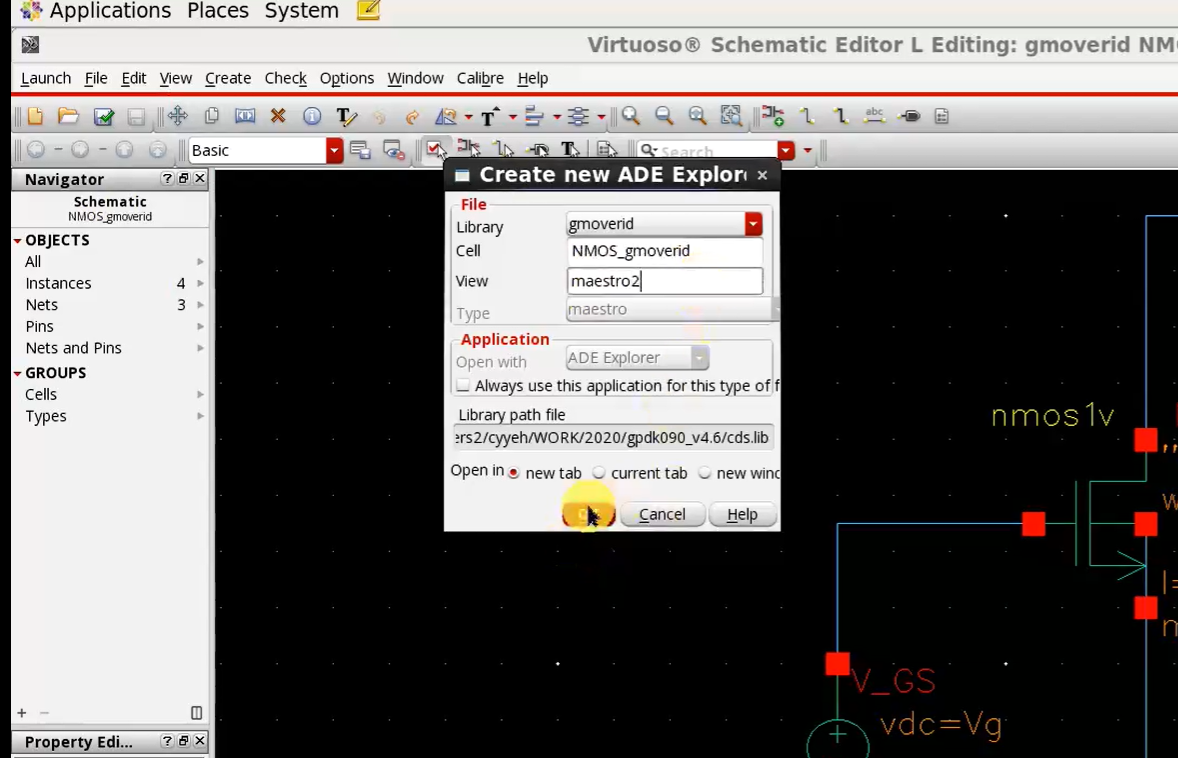 Applications Places System
Virtuoso® Schematic Editor L Editing: gmoverid NM
Launch File Edit View Create Check Options Window Calibre Help
Basic
Search
Navigator
Schematic
NMOS_gmoverid
OBJECTS
All
Instances 4
Nets 3
Pins
Nets and Pins
GROUPS
Cells
Types
Property Edi...
Create new ADE Explor
File
Library gmoverid
Cell NMOS_gmoverid
View maestro2
Type maestro
Application
Open with ADE Explorer
Always use this application for this type of f
Library path file
ers2/cyyeh/WORK/2020/gpdk090_v4.6/cds.lib
Open in new tab current tab new wind
Cancel Help
nmos1v
V_GS
vdc=Vg